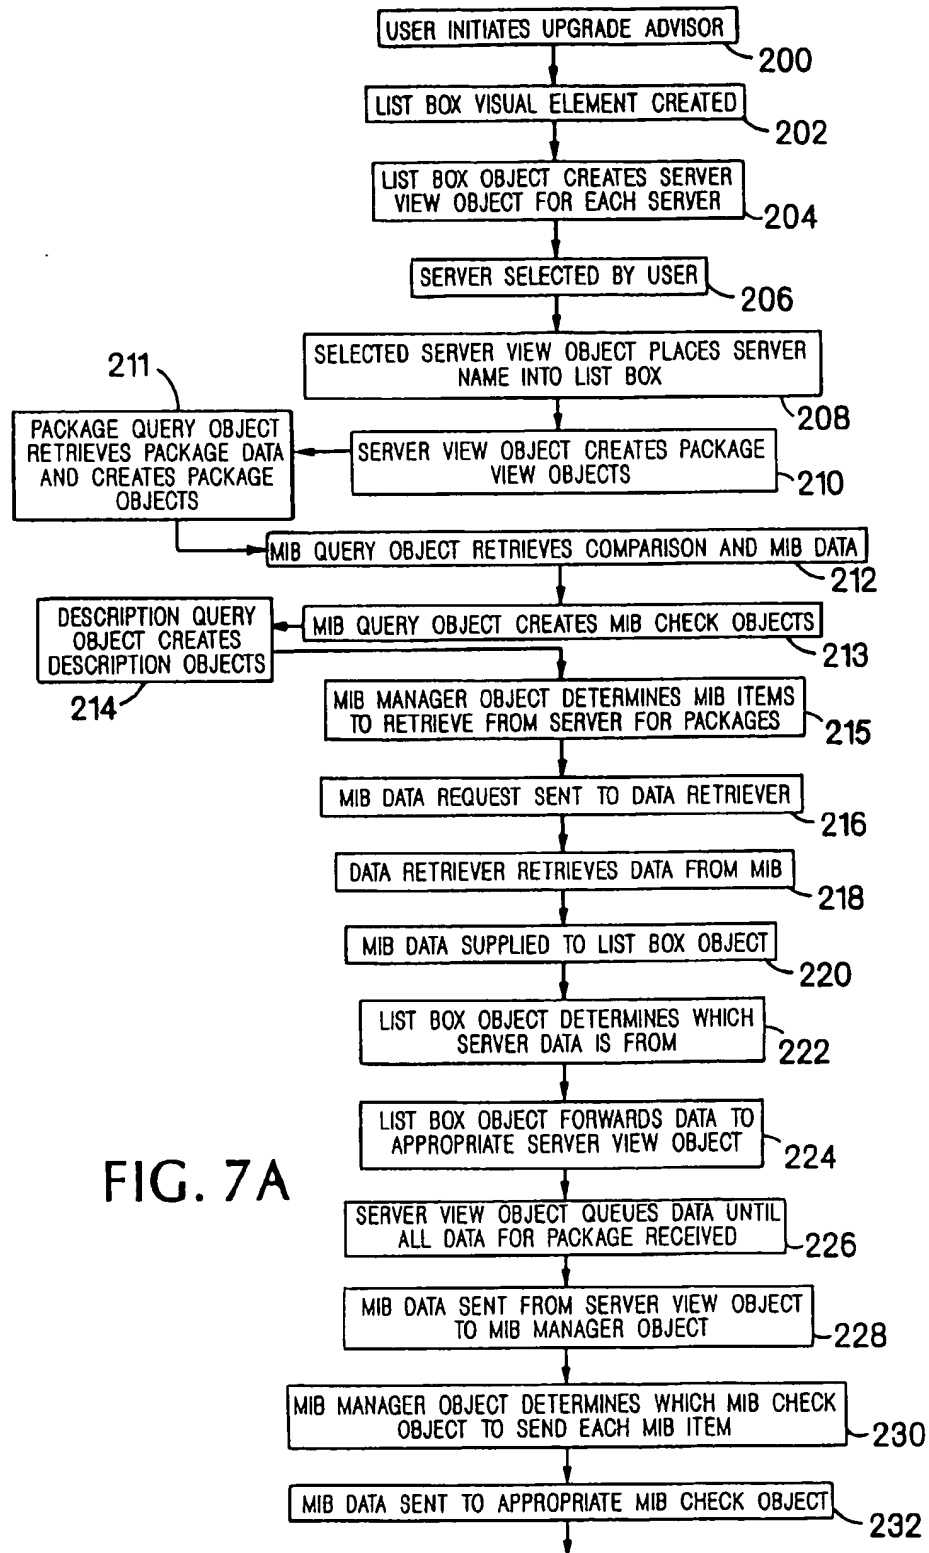 USER INITIATES UPGRADE ADVISOR
200
LIST BOX VISUAL ELEMENT CREATED
202
LIST BOX OBJECT CREATES SERVER
VIEW OBJECT FOR EACH SERVER
204
SERVER SELECTED BY USER
206
SELECTED SERVER VIEW OBJECT PLACES SERVER
NAME INTO LIST BOX
208
SERVER VIEW OBJECT CREATES PACKAGE
VIEW OBJECTS
210
211
PACKAGE QUERY OBJECT
RETRIEVES PACKAGE DATA
AND CREATES PACKAGE
OBJECTS
MIB QUERY OBJECT RETRIEVES COMPARISON AND MIB DATA
212
MIB QUERY OBJECT CREATES MIB CHECK OBJECTS
213
DESCRIPTION QUERY
OBJECT CREATES
DESCRIPTION OBJECTS
214
MIB MANAGER OBJECT DETERMINES MIB ITEMS
TO RETRIEVE FROM SERVER FOR PACKAGES
215
MIB DATA REQUEST SENT TO DATA RETRIEVER
216
DATA RETRIEVER RETRIEVES DATA FROM MIB
218
MIB DATA SUPPLIED TO LIST BOX OBJECT
220
LIST BOX OBJECT DETERMINES WHICH
SERVER DATA IS FROM
222
LIST BOX OBJECT FORWARDS DATA TO
APPROPRIATE SERVER VIEW OBJECT
224
FIG. 7A
SERVER VIEW OBJECT QUEUES DATA UNTIL
ALL DATA FOR PACKAGE RECEIVED
226
MIB DATA SENT FROM SERVER VIEW OBJECT
TO MIB MANAGER OBJECT
228
MIB MANAGER OBJECT DETERMINES WHICH MIB CHECK
OBJECT TO SEND EACH MIB ITEM
230
MIB DATA SENT TO APPROPRIATE MIB CHECK OBJECT
232